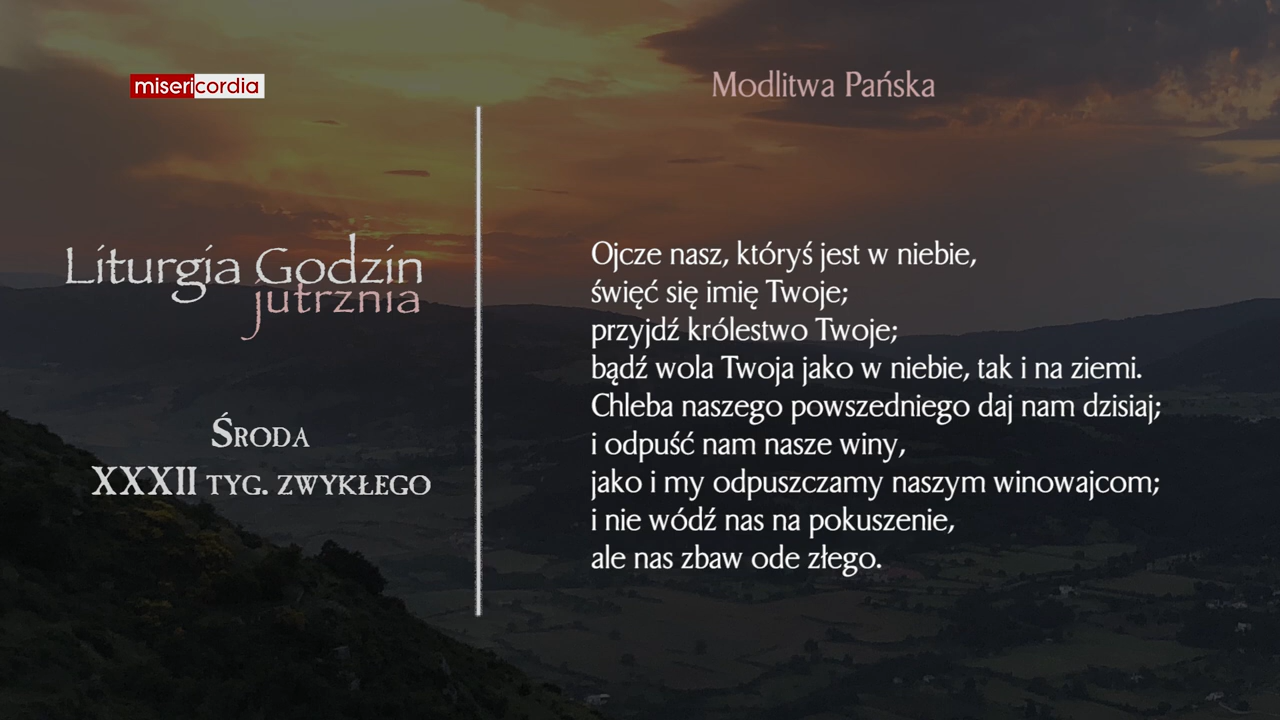 misericordia
Liturgia Godzin
jutrznia
Środa
XXXII tyg. zwykłego
Modlitwa Pańska
Ojcze nasz, któryś jest w niebie,
święć się imię Twoje;
przyjdź królestwo Twoje;
bądź wola Twoja jako w niebie, tak i na ziemi.
Chleba naszego powszedniego daj nam dzisiaj;
i odpuść nam nasze winy,
jako i my odpuszczamy naszym winowajcom;
i nie wódź nas na pokuszenie,
ale nas zbaw ode złego.